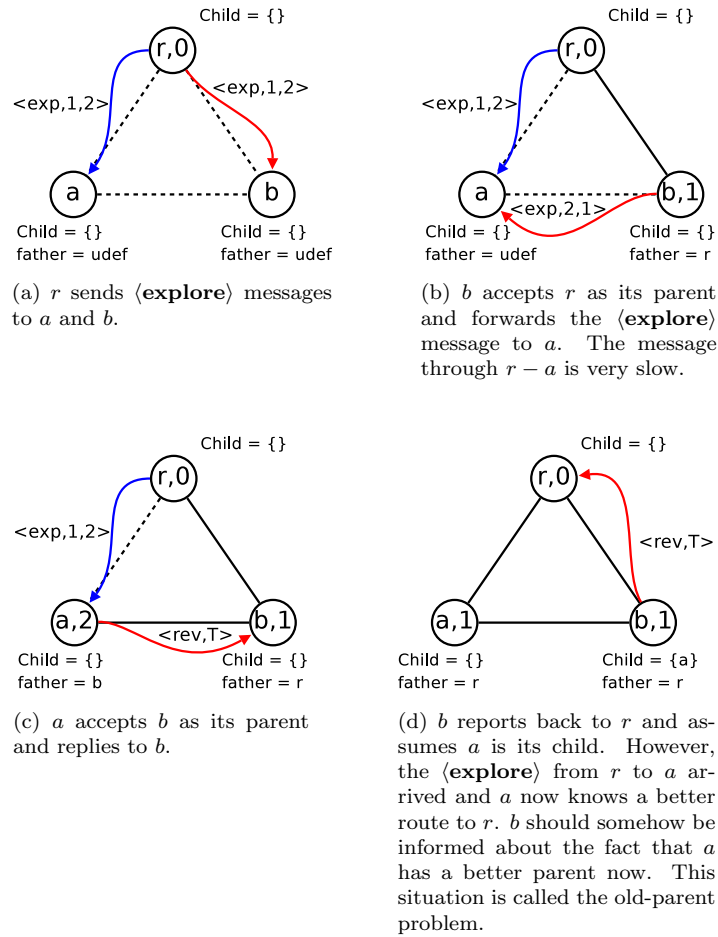 Child = {}
r,0
<exp,1,2>
<exp,1,2>
a
b
Child = {}
father = udef
Child = {}
father = udef
(a) r sends ⟨explore⟩ messages
to a and b.
Child = {}
r,0
<exp,1,2>
a
b,1
<exp,2,1>
Child = {}
father = udef
Child = {}
father = r
(b) b accepts r as its parent
and forwards the ⟨explore⟩
message to a. The message
through r − a is very slow.
Child = {}
r,0
<exp,1,2>
a,2
b,1
<rev,T>
Child = {}
father = b
Child = {}
father = r
(c) a accepts b as its parent
and replies to b.
Child = {}
r,0
<rev,T>
a,1
b,1
Child = {}
father = r
Child = {a}
father = r
(d) b reports back to r and as-
sumes a is its child. However,
the ⟨explore⟩ from r to a ar-
rived and a now knows a better
route to r. b should somehow be
informed about the fact that a
has a better parent now. This
situation is called the old-parent
problem.